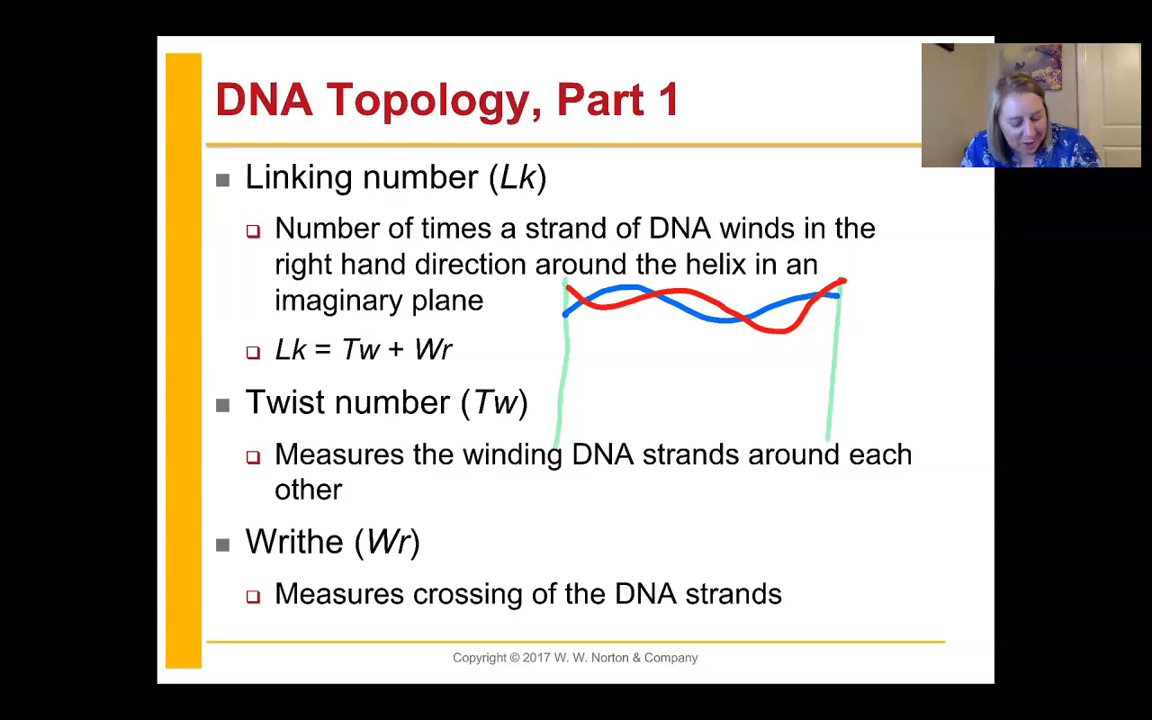 DNA Topology, Part 1
Linking number (Lk)
Number of times a strand of DNA winds in the
right hand direction around the helix in an
imaginary plane
Lk = Tw + Wr
Twist number (Tw)
Measures the winding DNA strands around each
other
Writhe (Wr)
Measures crossing of the DNA strands
Copyright © 2017 W. W. Norton & Company